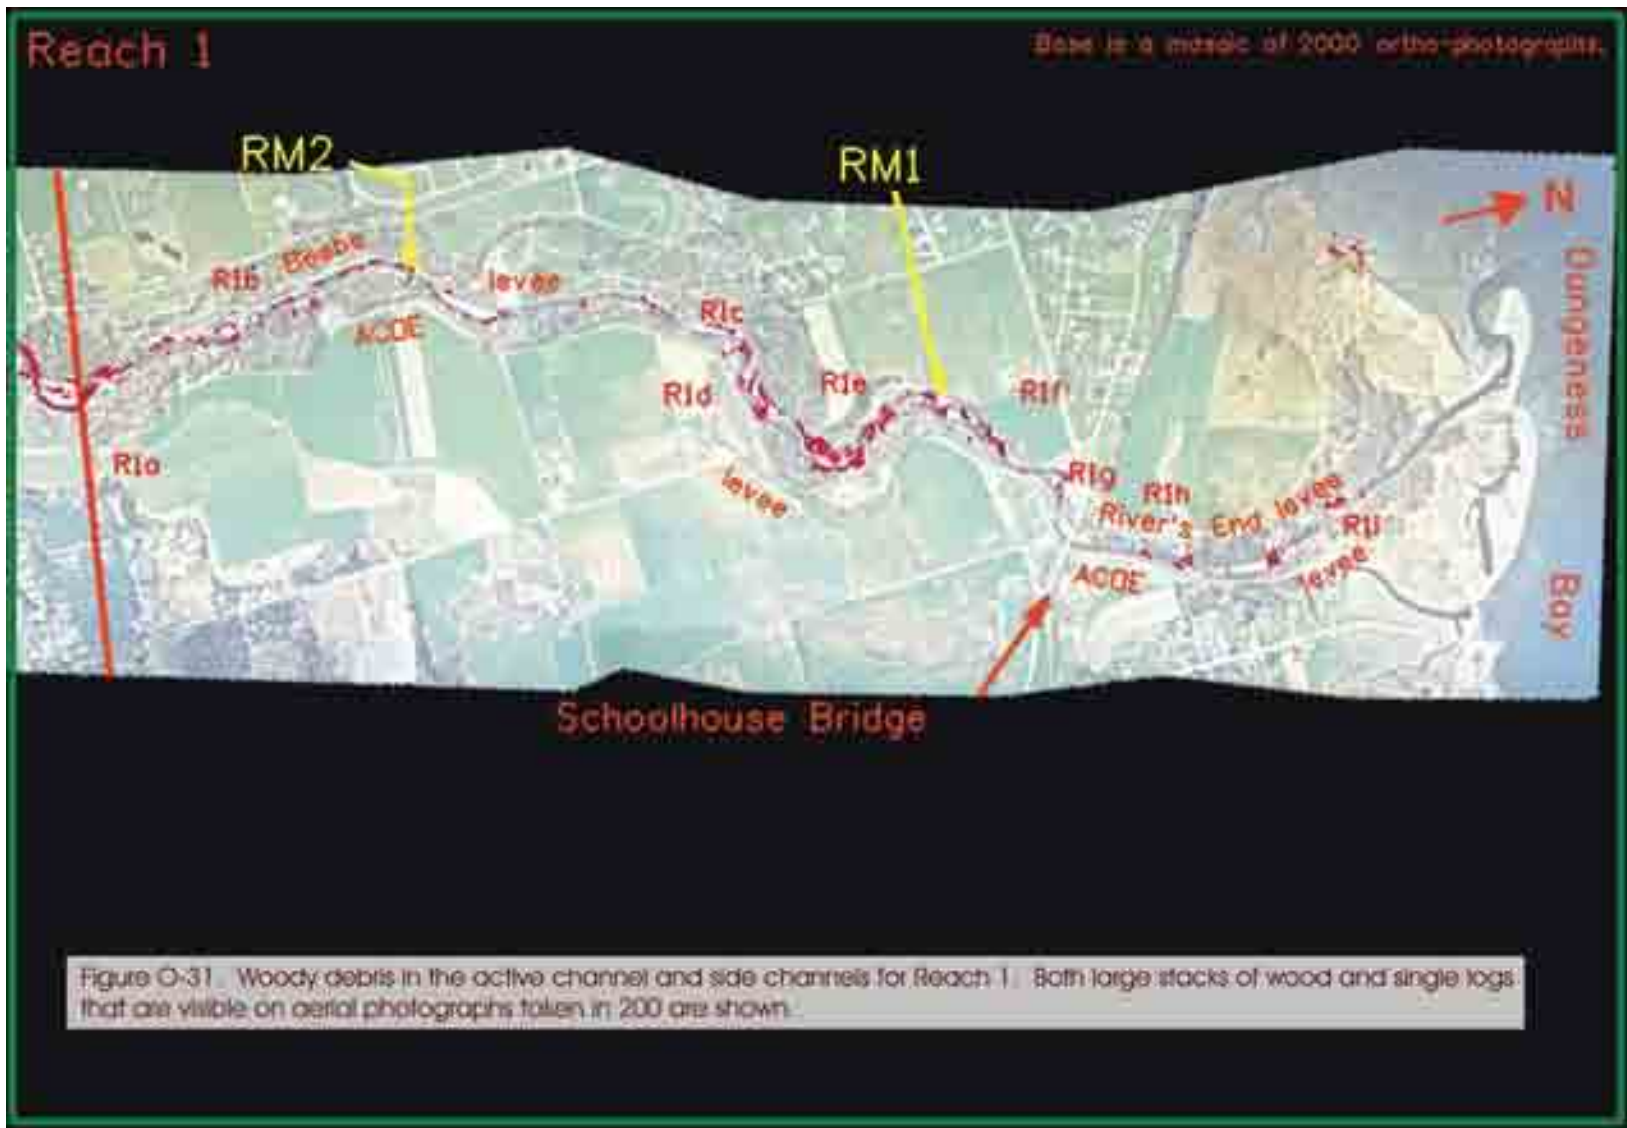 Reach 1
Base is a mosaic of 2000 ortho-photographs.
RM2
RM1
N
Dungeness
Bay
R1b
Beebe
levee
ACOE
R1c
R1d
R1e
R1f
R1a
levee
R1g
R1h
River's End levee
R1i
ACOE
levee
Schoolhouse Bridge
Figure O-31. Woody debris in the active channel and side channels for Reach 1. Both large stacks of wood and single logs
that are visible on aerial photographs taken in 200 are shown.